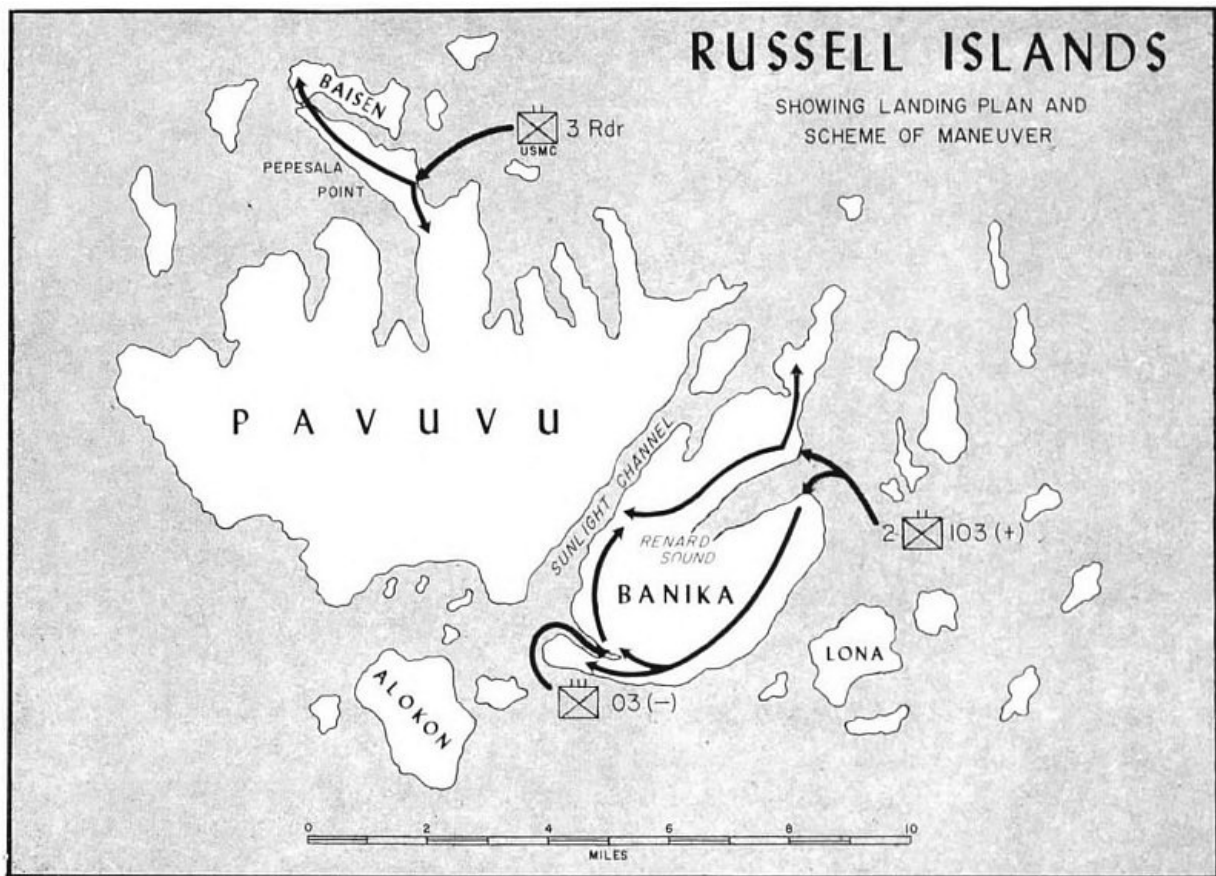 RUSSELL ISLANDS
SHOWING LANDING PLAN AND
SCHEME OF MANEUVER
BAISEN
3 Rdr
USMC
PEPESALA
POINT
PAVUVU
SUNLIGHT CHANNEL
RENARD
SOUND
2 103 (+)
BANIKA
LONA
03 (—)
ALOKON
0 2 4 6 8 10
MILES